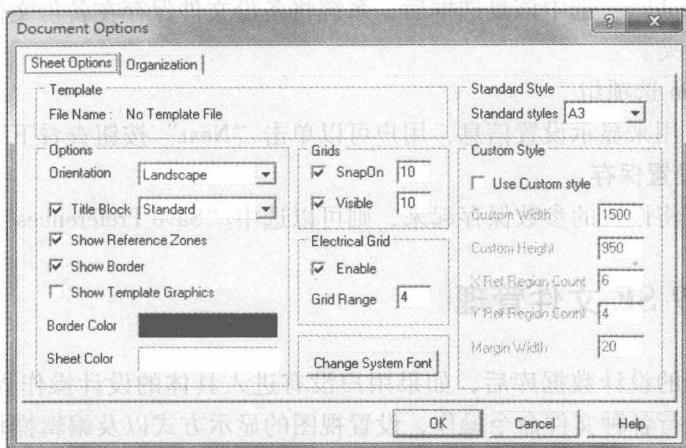 Document Options
Sheet Options Organization
Template
File Name : No Template File
Standard Style
Standard styles A3
Options
Orientation Landscape
Title Block Standard
Show Reference Zones
Show Border
Show Template Graphics
Border Color
Sheet Color
Grids
SnapOn 10
Visible 10
Electrical Grid
Enable
Grid Range 4
Change System Font
Custom Style
Use Custom style
Custom Width 1500
Custom Height 950
X Ref Region Count 6
Y Ref Region Count 4
Margin Width 20
OK Cancel Help